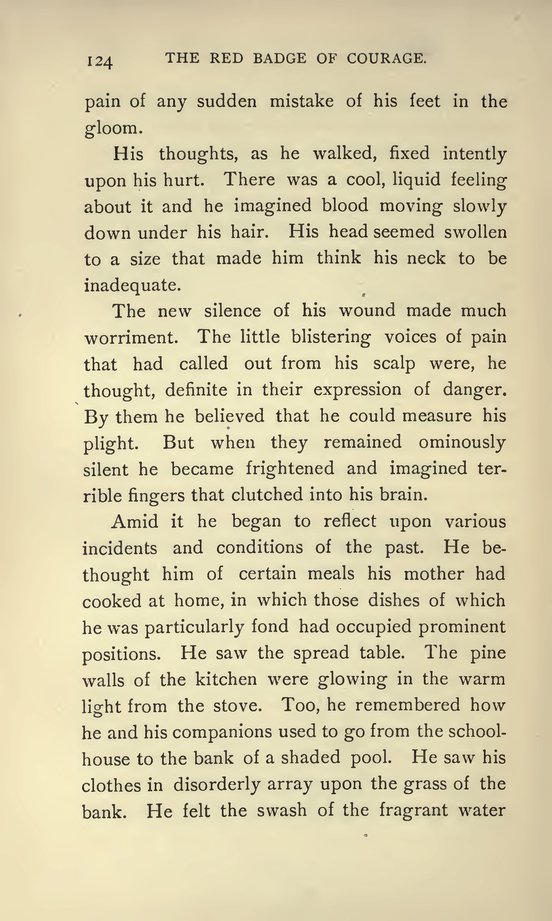 124 THE RED BADGE OF COURAGE.
pain of any sudden mistake of his feet in the
gloom.
His thoughts, as he walked, fixed intently
upon his hurt. There was a cool, liquid feeling
about it and he imagined blood moving slowly
down under his hair. His head seemed swollen
to a size that made him think his neck to be
inadequate.
The new silence of his wound made much
worriment. The little blistering voices of pain
that had called out from his scalp were, he
thought, definite in their expression of danger.
By them he believed that he could measure his
plight. But when they remained ominously
silent he became frightened and imagined ter-
rible fingers that clutched into his brain.
Amid it he began to reflect upon various
incidents and conditions of the past. He be-
thought him of certain meals his mother had
cooked at home, in which those dishes of which
he was particularly fond had occupied prominent
positions. He saw the spread table. The pine
walls of the kitchen were glowing in the warm
light from the stove. Too, he remembered how
he and his companions used to go from the school-
house to the bank of a shaded pool. He saw his
clothes in disorderly array upon the grass of the
bank. He felt the swash of the fragrant water